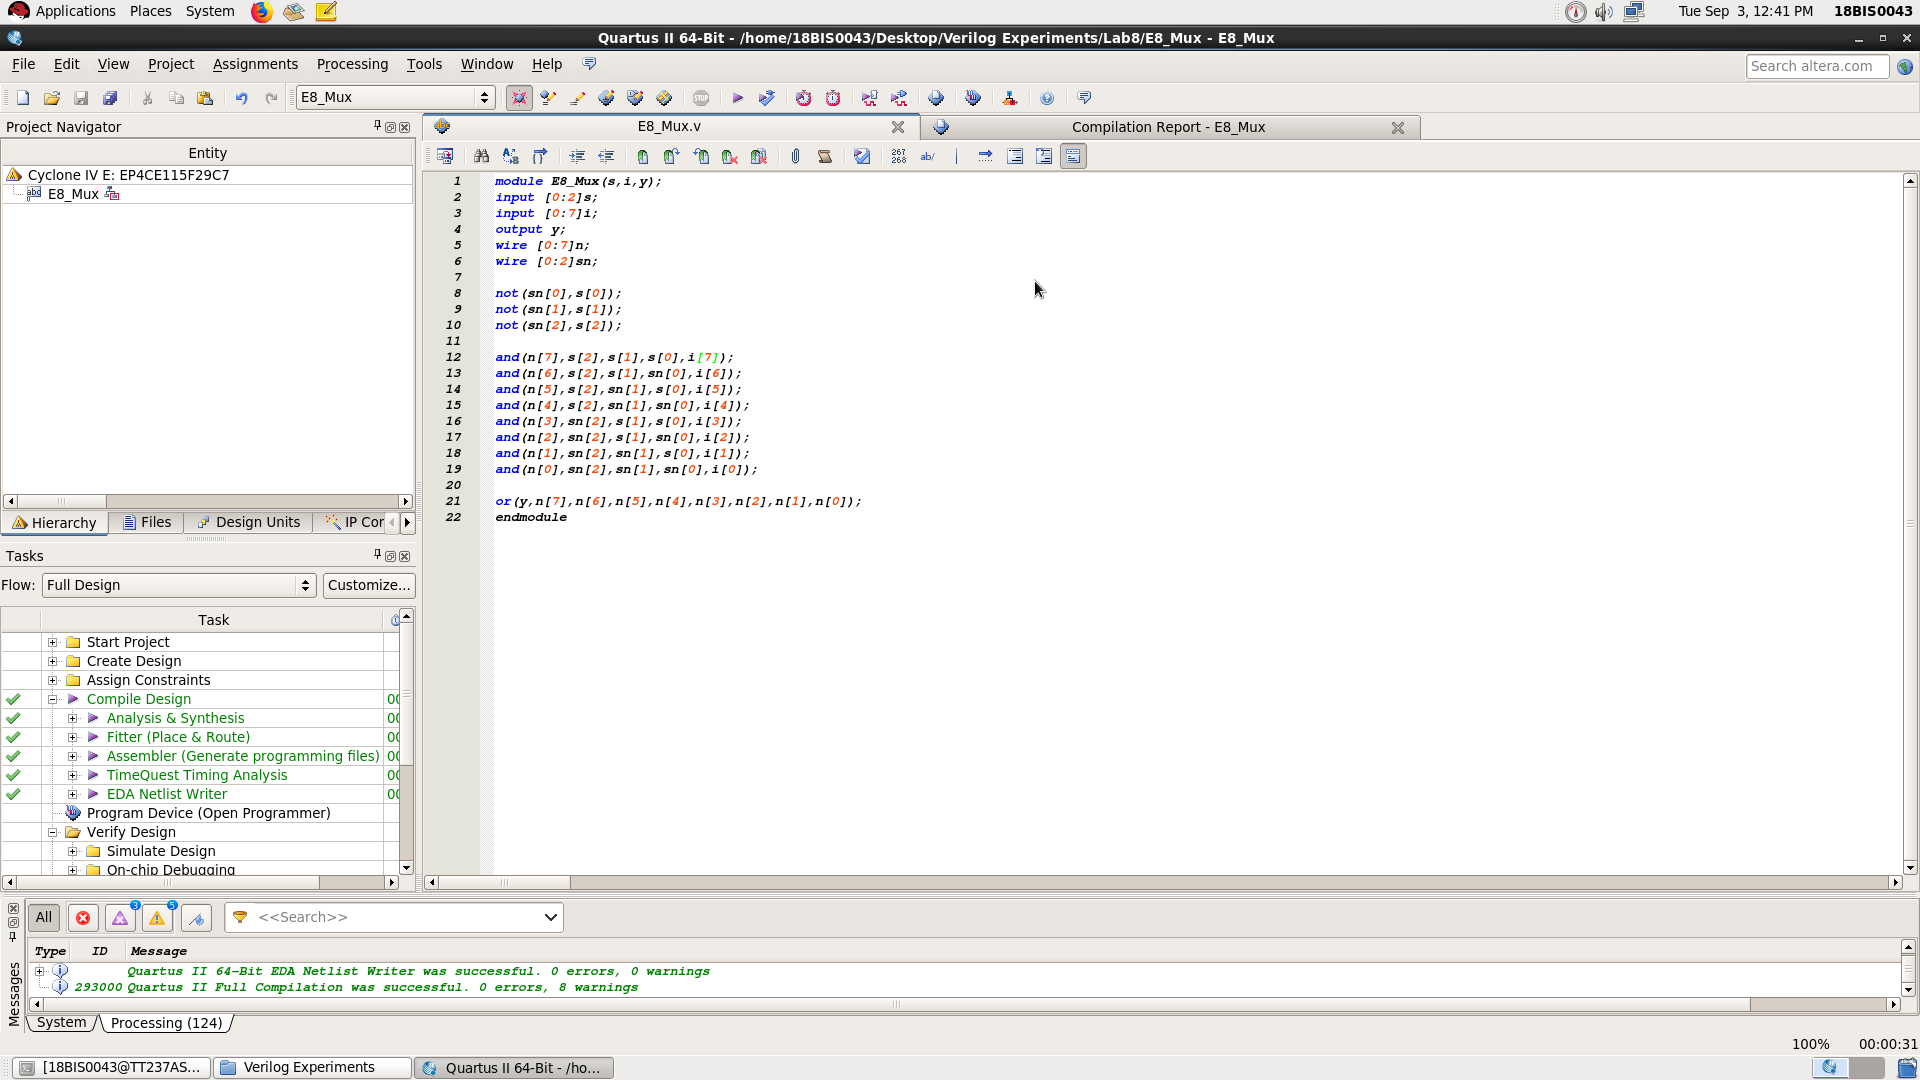 Applications Places System Tue Sep 3, 12:41 PM 18BIS0043
Quartus II 64-Bit - /home/18BIS0043/Desktop/Verilog Experiments/Lab8/E8_Mux - E8_Mux
File Edit View Project Assignments Processing Tools Window Help Search altera.com
E8_Mux STOP
Project Navigator
Entity
Cyclone IV E: EP4CE115F29C7
abc E8_Mux
Hierarchy Files Design Units IP Cor
Tasks
Flow: Full Design Customize...
Task
Start Project
Create Design
Assign Constraints
Compile Design 00
Analysis & Synthesis 00
Fitter (Place & Route) 00
Assembler (Generate programming files) 00
TimeQuest Timing Analysis 00
EDA Netlist Writer 00
Program Device (Open Programmer)
Verify Design
Simulate Design
On-chip Debugging
E8_Mux.v Compilation Report - E8_Mux
267
268 ab/
1 module E8_Mux(s,i,y);
2 input [0:2]s;
3 input [0:7]i;
4 output y;
5 wire [0:7]n;
6 wire [0:2]sn;
7
8 not(sn[0],s[0]);
9 not(sn[1],s[1]);
10 not(sn[2],s[2]);
11
12 and(n[7],s[2],s[1],s[0],i[7]);
13 and(n[6],s[2],s[1],sn[0],i[6]);
14 and(n[5],s[2],sn[1],s[0],i[5]);
15 and(n[4],s[2],sn[1],sn[0],i[4]);
16 and(n[3],sn[2],s[1],s[0],i[3]);
17 and(n[2],sn[2],s[1],sn[0],i[2]);
18 and(n[1],sn[2],sn[1],s[0],i[1]);
19 and(n[0],sn[2],sn[1],sn[0],i[0]);
20
21 or(y,n[7],n[6],n[5],n[4],n[3],n[2],n[1],n[0]);
22 endmodule
Messages
All 3 5 <<Search>>
Type ID Message
Quartus II 64-Bit EDA Netlist Writer was successful. 0 errors, 0 warnings
293000 Quartus II Full Compilation was successful. 0 errors, 8 warnings
System Processing (124)
100% 00:00:31
[18BIS0043@TT237AS... Verilog Experiments Quartus II 64-Bit - /ho...